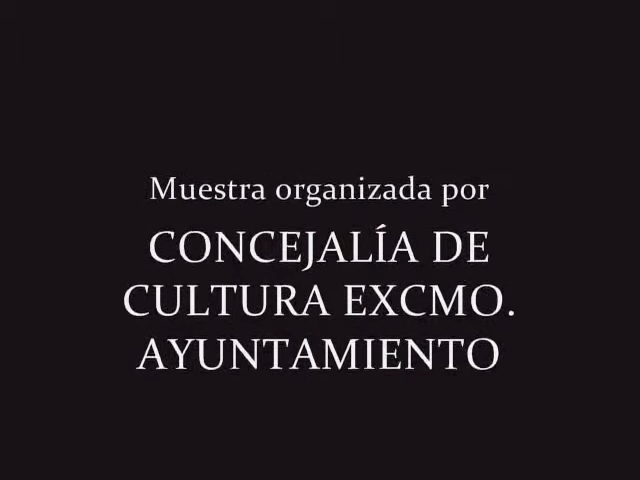 Muestra organizada por
CONCEJALÍA DE
CULTURA EXCMO.
AYUNTAMIENTO